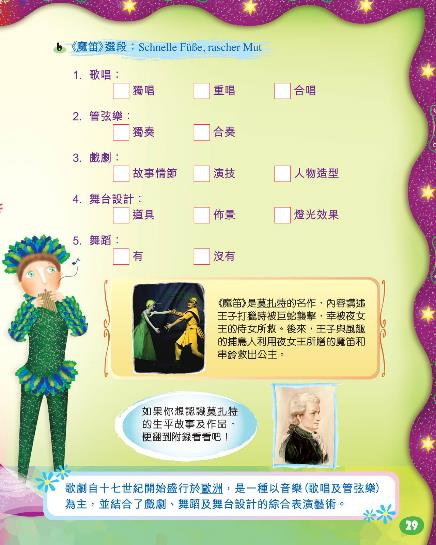 b 《魔笛》選段：Schnelle Füße, rascher Mut
1. 歌唱：
獨唱 重唱 合唱
2. 管弦樂：
獨奏 合奏
3. 戲劇：
故事情節 演技 人物造型
4. 舞台設計：
道具 佈景 燈光效果
5. 舞蹈：
有 沒有
《魔笛》是莫扎特的名作，內容講述
王子打獵時被巨蛇襲擊，幸被夜女
王的侍女所救。後來，王子與風趣
的捕鳥人利用夜女王所贈的魔笛和
串鈴救出公主。
如果你想認識莫扎特
的生平故事及作品，
便翻到附錄看看吧！
歌劇自十七世紀開始盛行於歐洲，是一種以音樂（歌唱及管弦樂）
為主，並結合了戲劇、舞蹈及舞台設計的綜合表演藝術。
29